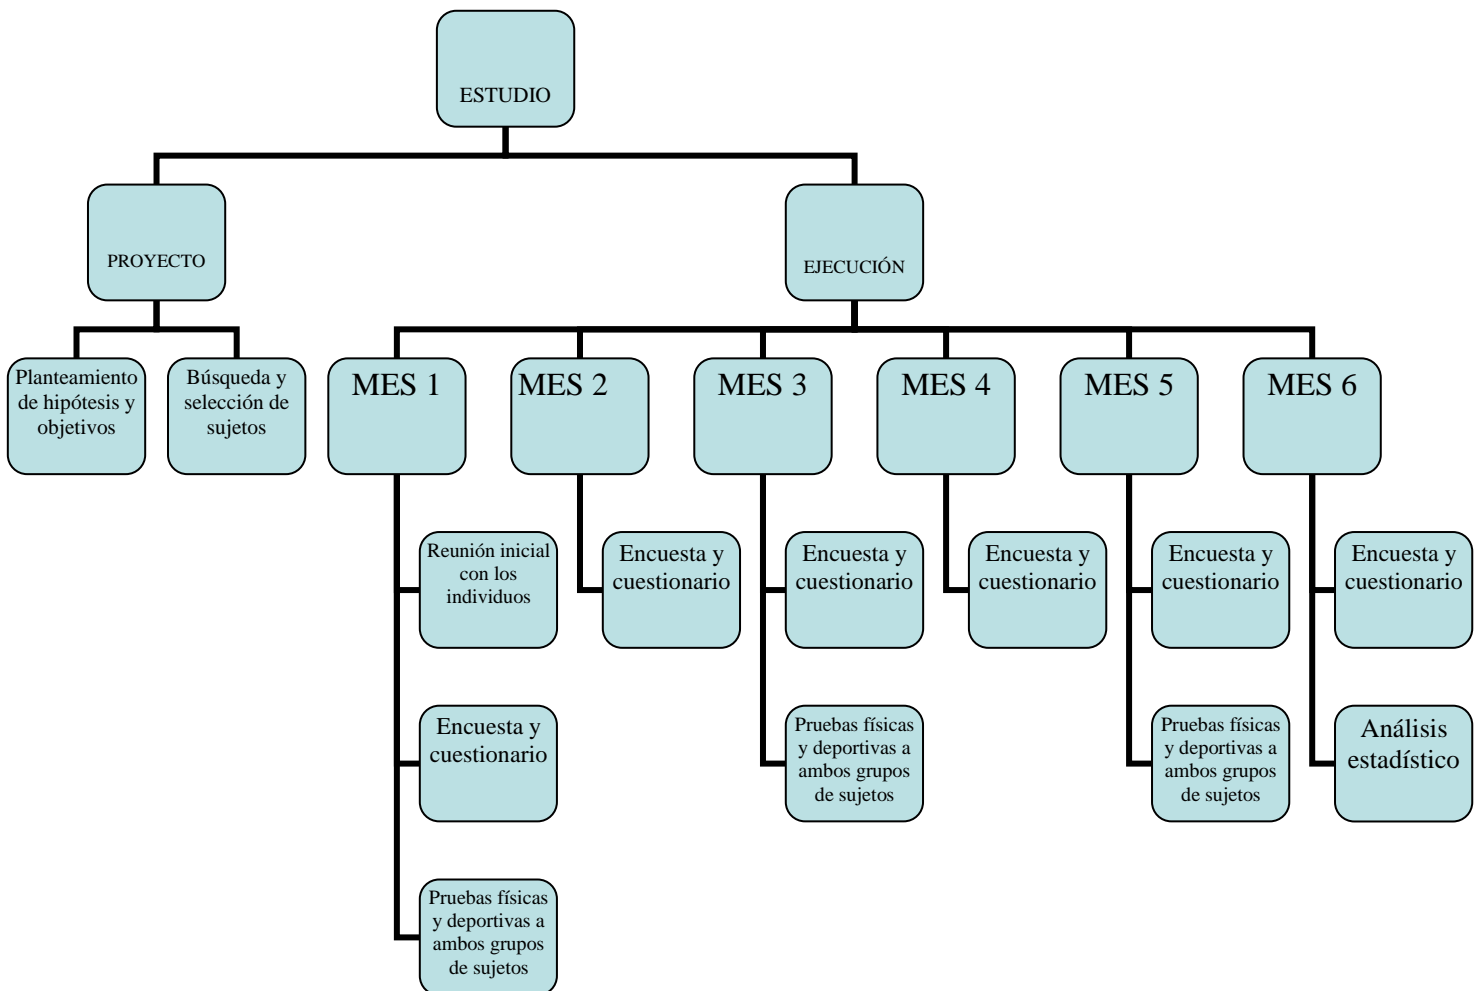 ESTUDIO
PROYECTO
EJECUCIÓN
Planteamiento
de hipótesis y
objetivos
Búsqueda y
selección de
sujetos
MES 1
MES 2
MES 3
MES 4
MES 5
MES 6
Reunión inicial
con los
individuos
Encuesta y
cuestionario
Encuesta y
cuestionario
Encuesta y
cuestionario
Encuesta y
cuestionario
Encuesta y
cuestionario
Encuesta y
cuestionario
Pruebas físicas
y deportivas a
ambos grupos
de sujetos
Pruebas físicas
y deportivas a
ambos grupos
de sujetos
Análisis
estadístico
Pruebas físicas
y deportivas a
ambos grupos
de sujetos